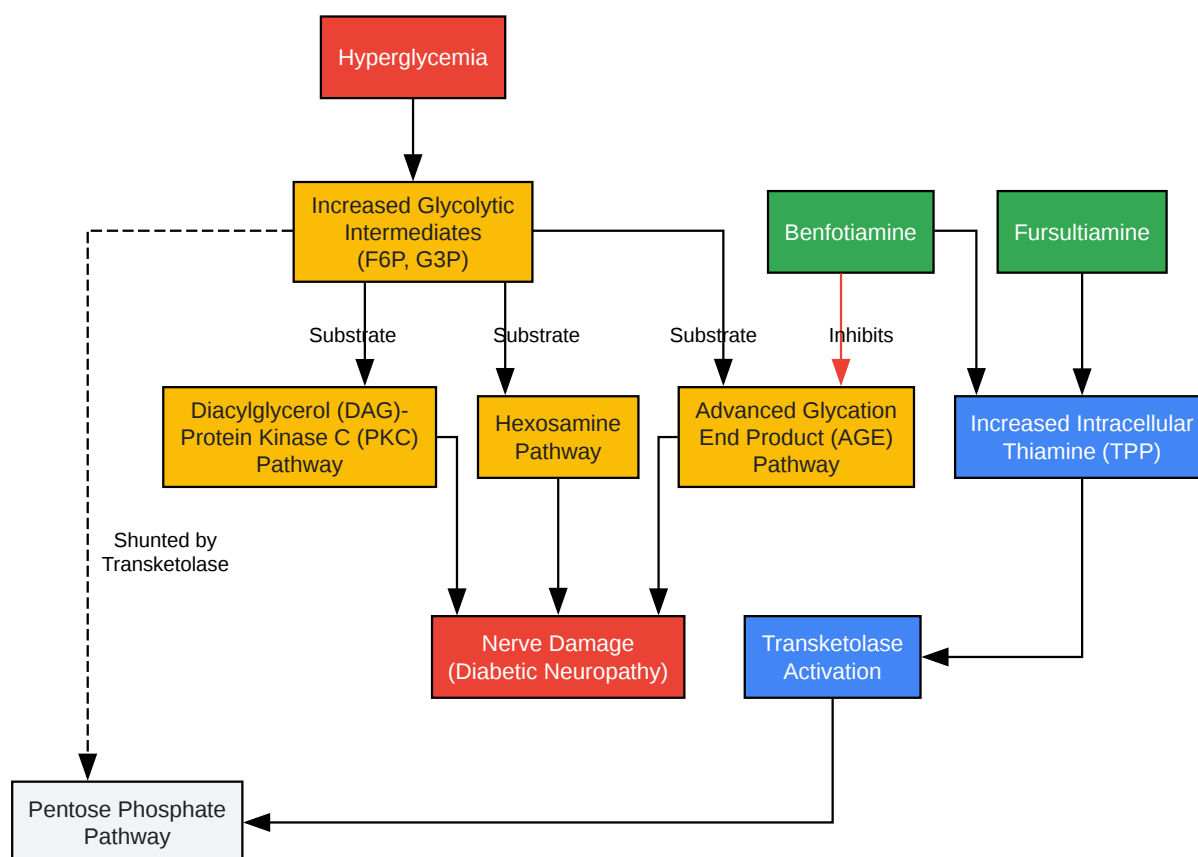 Hyperglycemia
Increased Glycolytic
Intermediates
(F6P, G3P)
Benfotiamine
Fursultiamine
Substrate
Substrate
Substrate
Inhibits
Diacylglycerol (DAG)-
Protein Kinase C (PKC)
Pathway
Hexosamine
Pathway
Advanced Glycation
End Product (AGE)
Pathway
Increased Intracellular
Thiamine (TPP)
Shunted by
Transketolase
Nerve Damage
(Diabetic Neuropathy)
Transketolase
Activation
Pentose Phosphate
Pathway